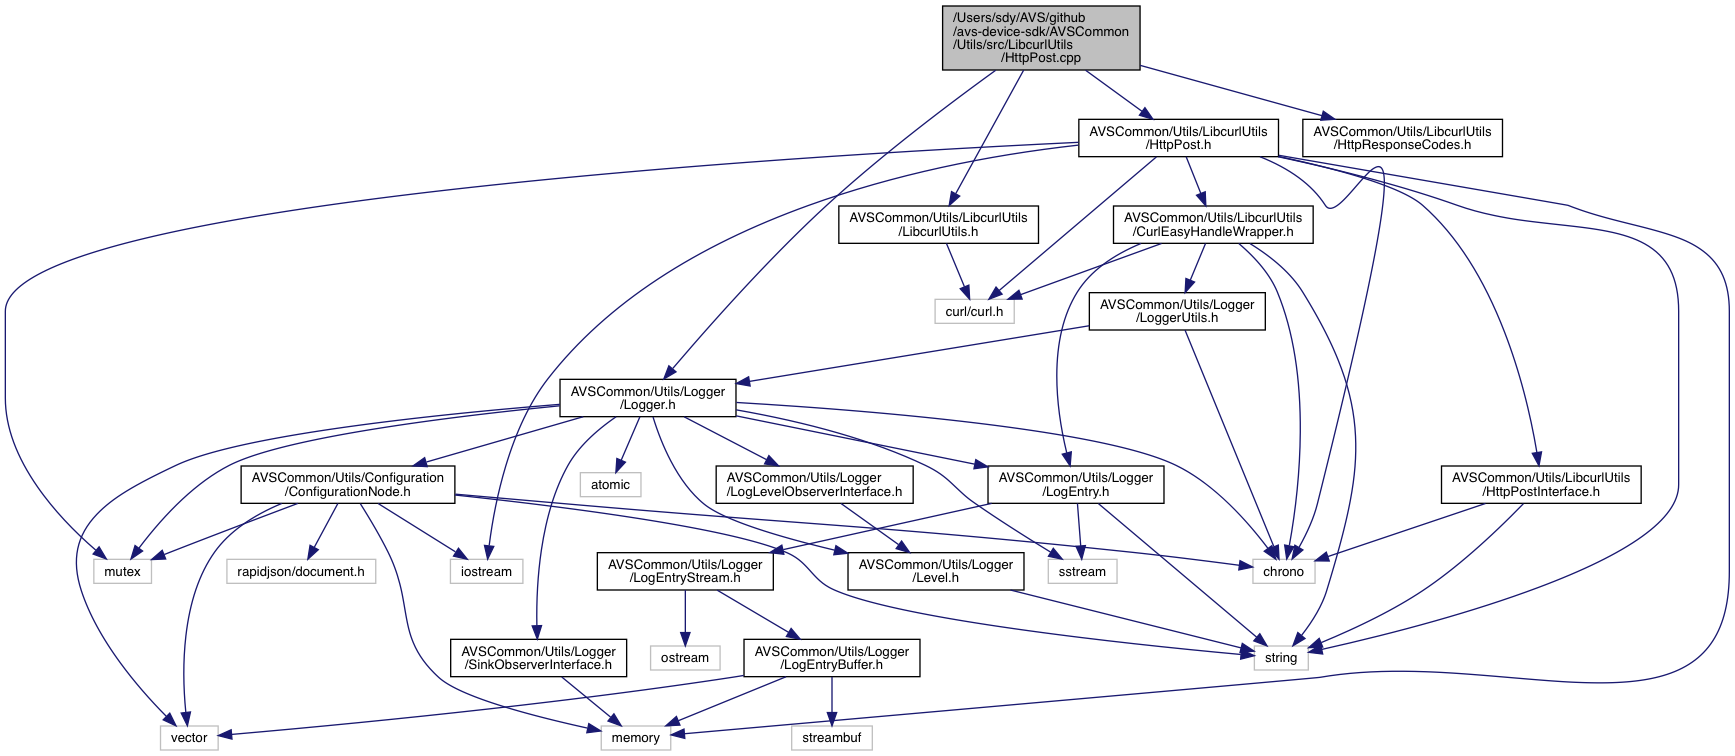 /Users/sdy/AVS/github
/avs-device-sdk/AVSCommon
/Utils/src/LibcurlUtils
/HttpPost.cpp
AVSCommon/Utils/LibcurlUtils
/HttpPost.h
AVSCommon/Utils/LibcurlUtils
/HttpResponseCodes.h
AVSCommon/Utils/LibcurlUtils
/LibcurlUtils.h
AVSCommon/Utils/LibcurlUtils
/CurlEasyHandleWrapper.h
curl/curl.h
AVSCommon/Utils/Logger
/LoggerUtils.h
AVSCommon/Utils/Logger
/Logger.h
AVSCommon/Utils/Configuration
/ConfigurationNode.h
atomic
AVSCommon/Utils/Logger
/LogLevelObserverInterface.h
AVSCommon/Utils/Logger
/LogEntry.h
AVSCommon/Utils/LibcurlUtils
/HttpPostInterface.h
mutex
rapidjson/document.h
iostream
AVSCommon/Utils/Logger
/LogEntryStream.h
AVSCommon/Utils/Logger
/Level.h
sstream
chrono
AVSCommon/Utils/Logger
/SinkObserverInterface.h
ostream
AVSCommon/Utils/Logger
/LogEntryBuffer.h
string
vector
memory
streambuf